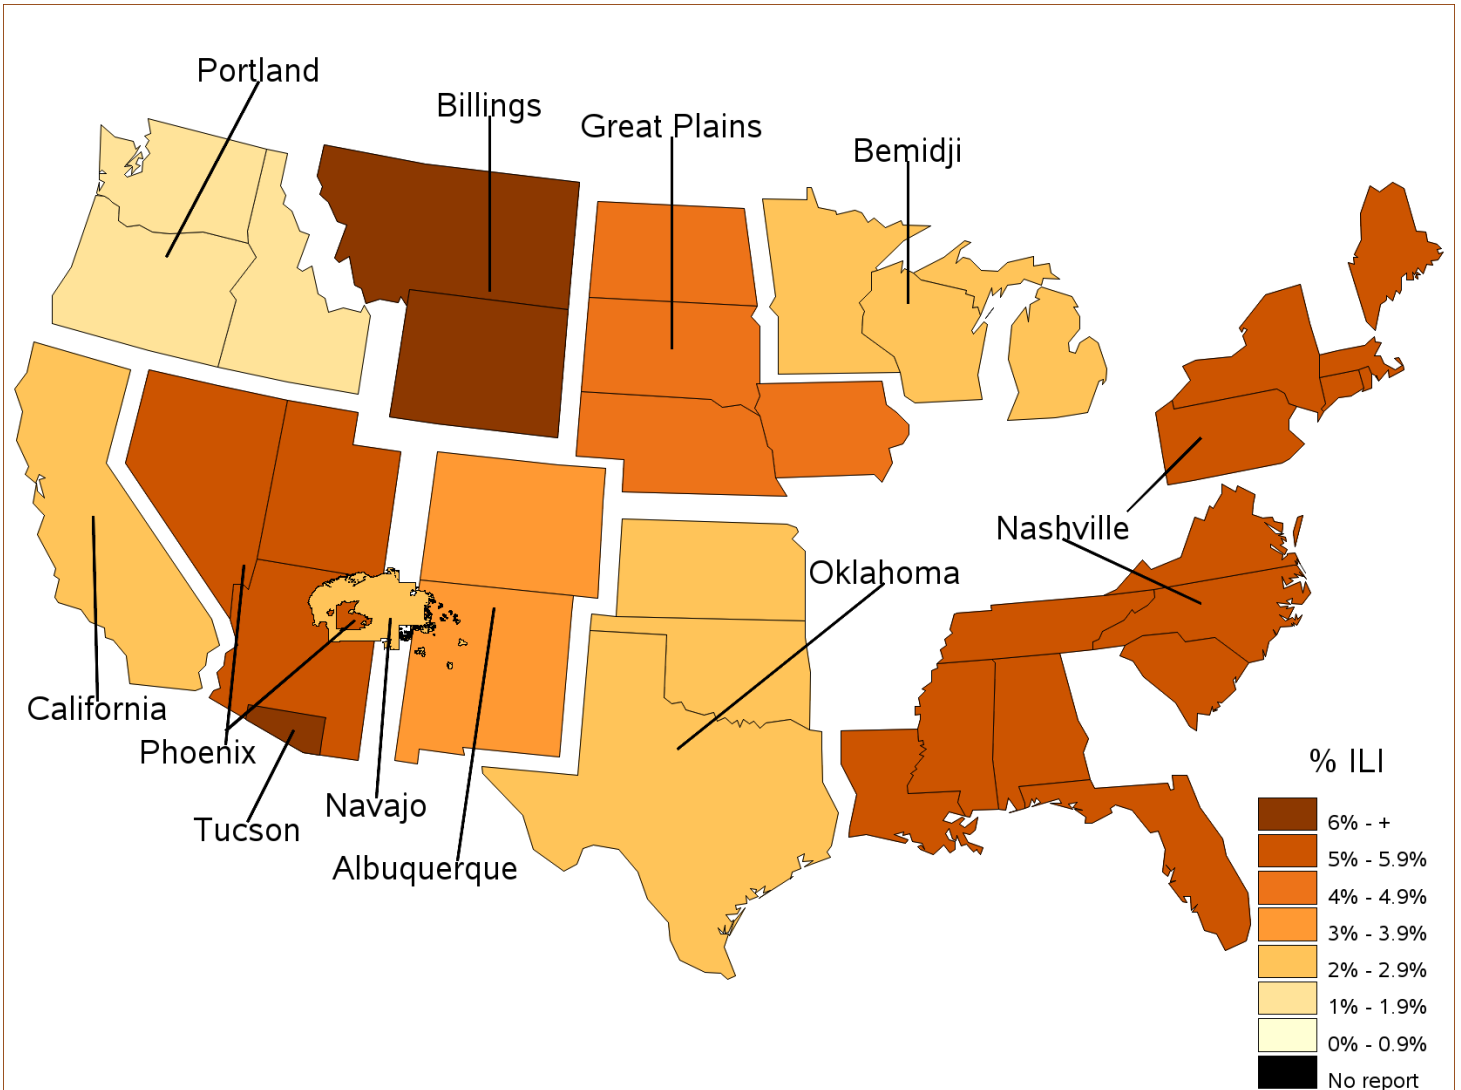 Portland
Billings
Great Plains
Bemidji
Nashville
Oklahoma
California
Phoenix
Tucson
Navajo
Albuquerque
% ILI
6% - +
5% - 5.9%
4% - 4.9%
3% - 3.9%
2% - 2.9%
1% - 1.9%
0% - 0.9%
No report